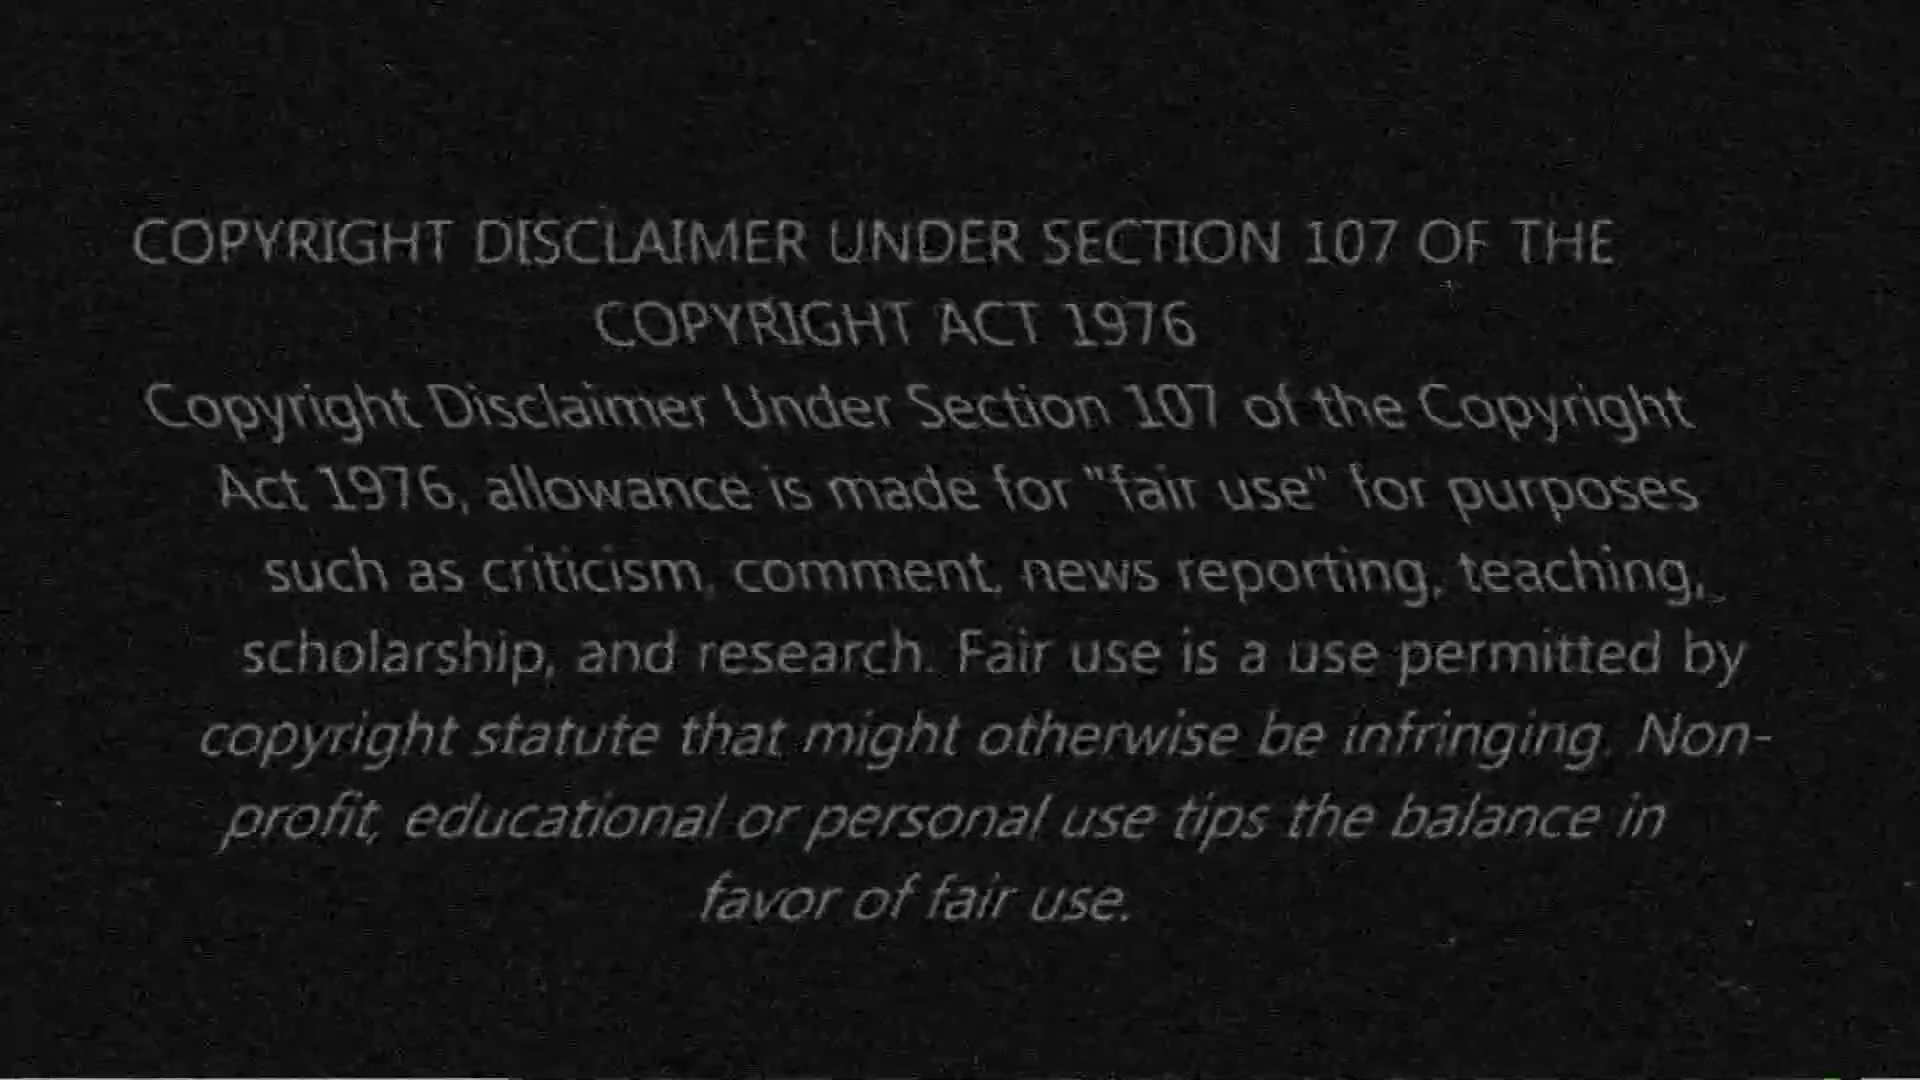 COPYRIGHT DISCLAIMER UNDER SECTION 107 OF THE
COPYRIGHT ACT 1976
Copyright Disclaimer Under Section 107 of the Copyright
Act 1976, allowance is made for "fair use" for purposes
such as criticism, comment, news reporting, teaching,
scholarship, and research. Fair use is a use permitted by
copyright statute that might otherwise be infringing. Non-
profit, educational or personal use tips the balance in
favor of fair use.